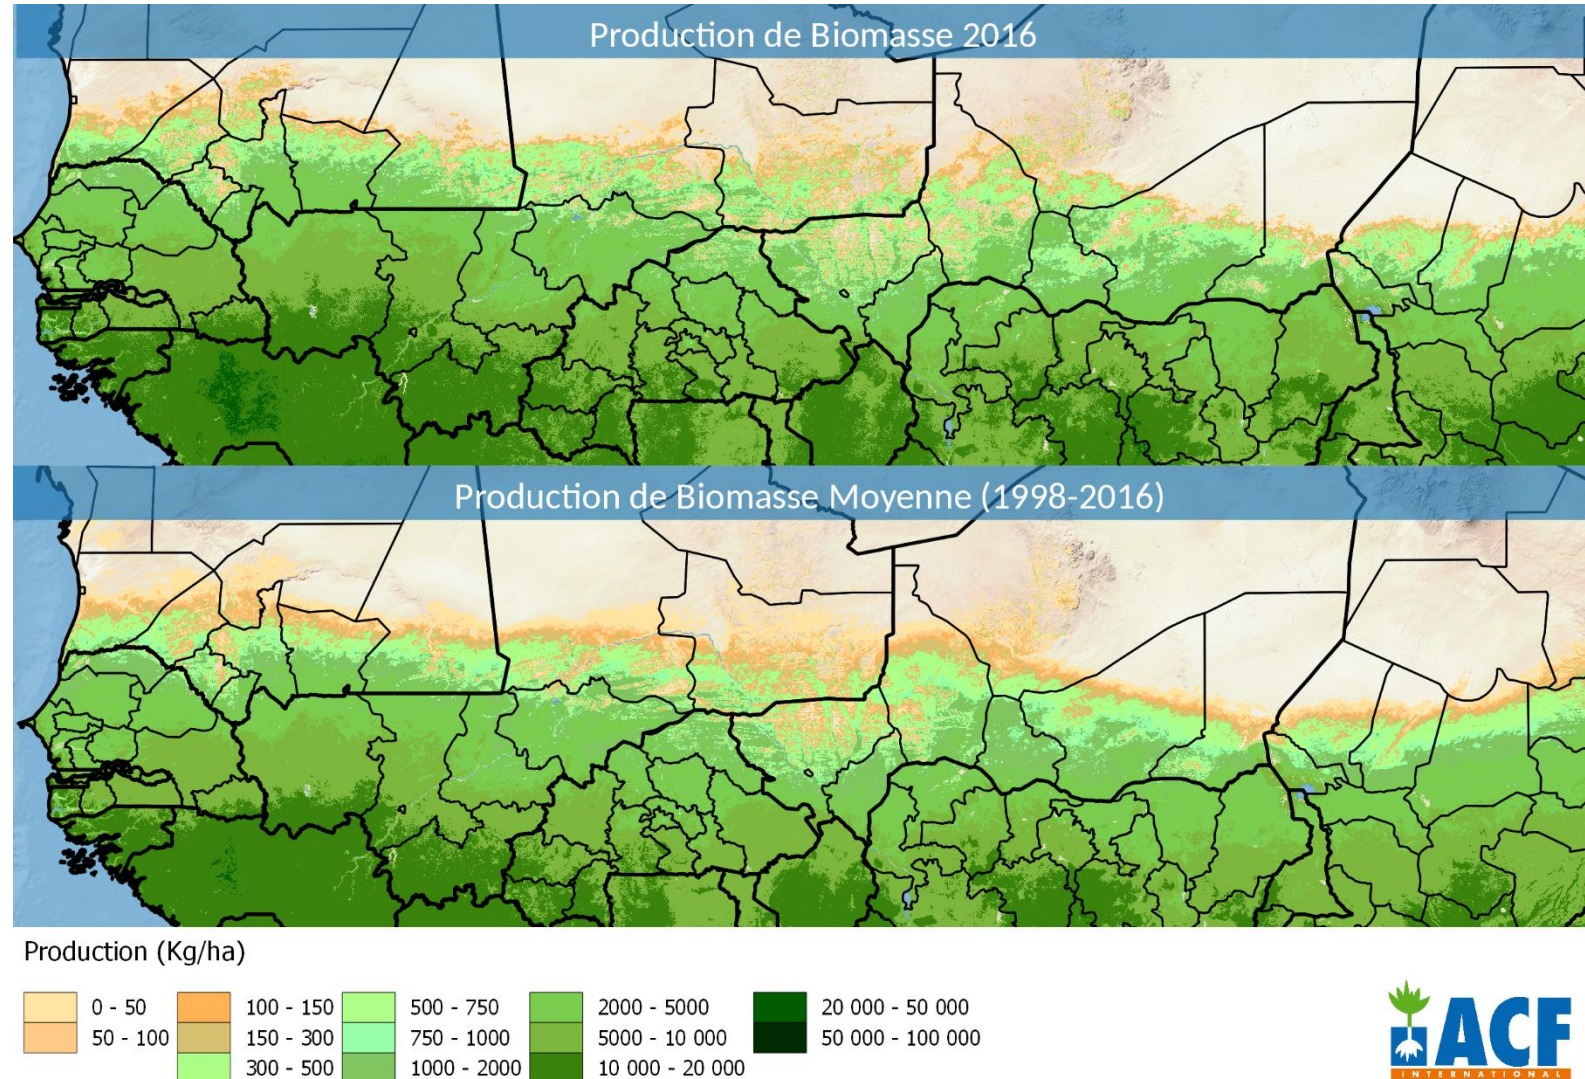 Production de Biomasse 2016
Production de Biomasse Moyenne (1998-2016)
Production (Kg/ha)
0 - 50
50 - 100
100 - 150
150 - 300
300 - 500
500 - 750
750 - 1000
1000 - 2000
2000 - 5000
5000 - 10 000
10 000 - 20 000
20 000 - 50 000
50 000 - 100 000
ACF
INTERNATIONAL